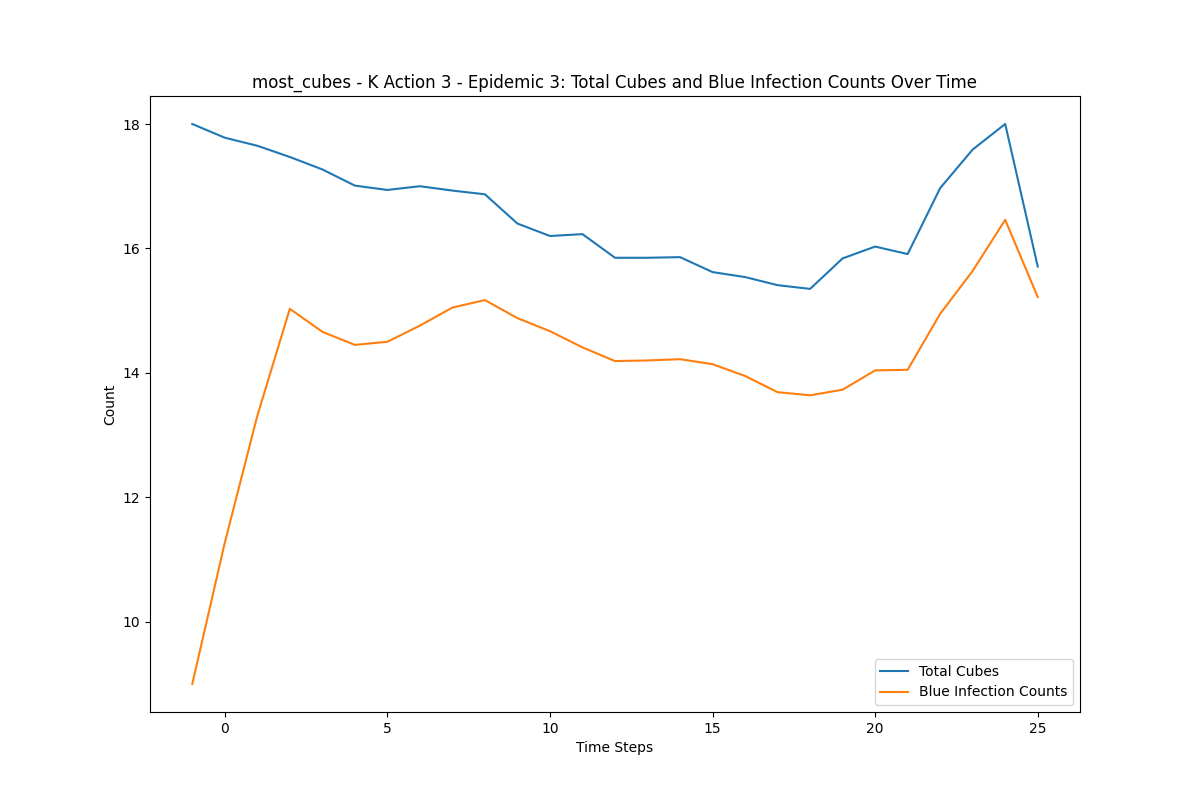 most_cubes - K Action 3 - Epidemic 3: Total Cubes and Blue Infection Counts Over Time
18
16
14
12
10
Count
0 5 10 15 20 25
Time Steps
Total Cubes
Blue Infection Counts